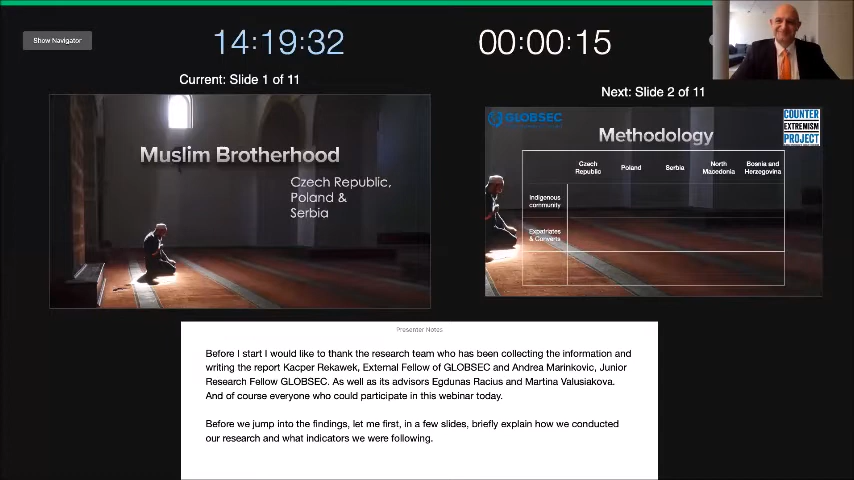 Show Navigator
14:19:32
00:00:15
Current: Slide 1 of 11
Next: Slide 2 of 11
Muslim Brotherhood
Czech Republic,
Poland &
Serbia
GLOBSEC
COUNTER
EXTREMISM
PROJECT
Methodology
Czech
Republic
Poland
Serbia
North
Macedonia
Bosnia and
Herzegovina
Indigenous
community
Expatriates
& Converts
Presenter Notes
Before I start I would like to thank the research team who has been collecting the information and
writing the report Kacper Rekawek, External Fellow of GLOBSEC and Andrea Marinkovic, Junior
Research Fellow GLOBSEC. As well as its advisors Egdunas Racius and Martina Valusiakova.
And of course everyone who could participate in this webinar today.
Before we jump into the findings, let me first, in a few slides, briefly explain how we conducted
our research and what indicators we were following.